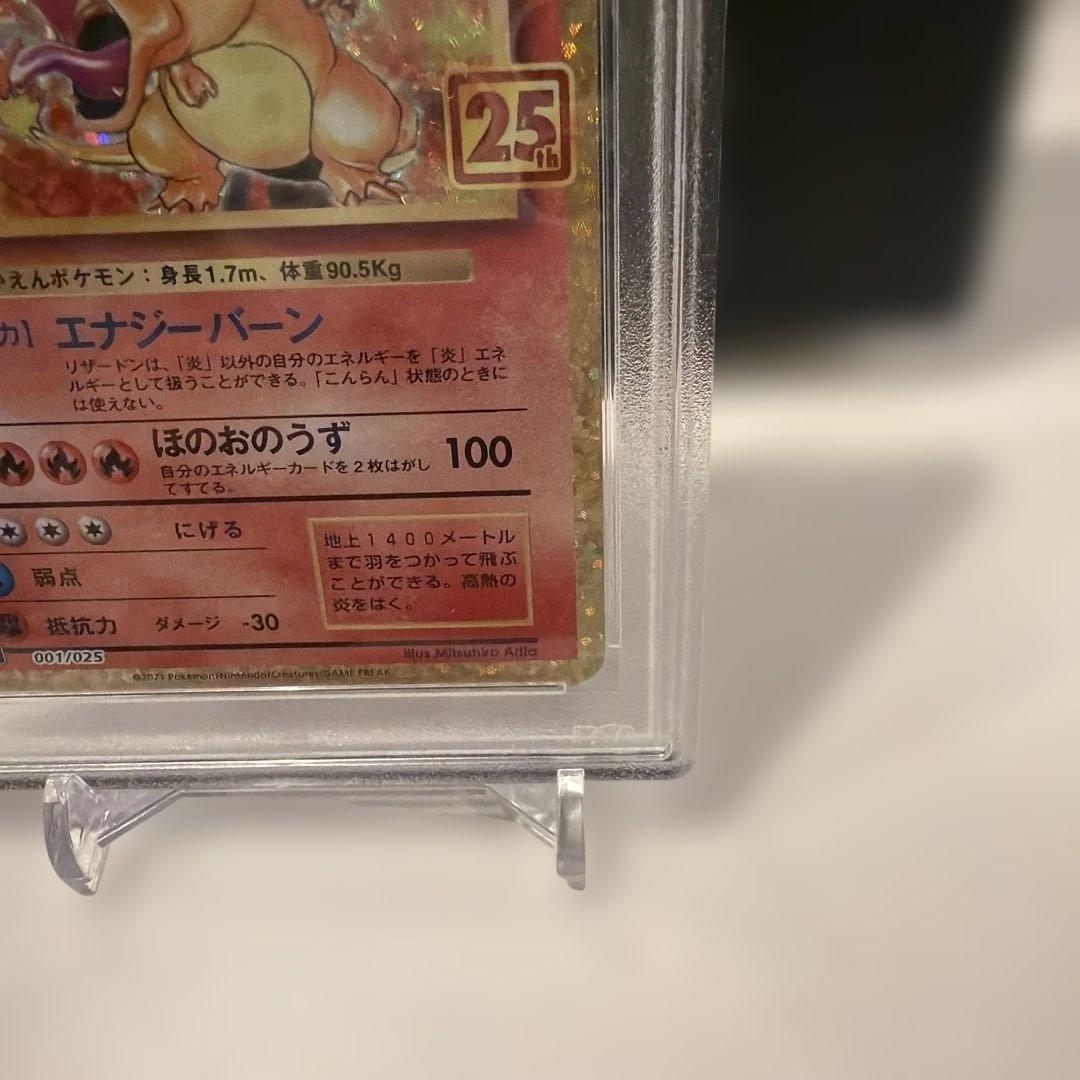 25th
えんポケモン：身長1.7m、体重90.5Kg
カ】エナジーバーン
リザードンは、「炎」以外の自分のエネルギーを「炎」エネ
ルギーとして扱うことができる。「こんらん」状態のときに
は使えない。
ほのおのうず 100
自分のエネルギーカードを２枚はがし
てすてる。
にげる
弱点
抵抗力 ダメージ -30
地上１４００メートル
まで羽をつかって飛ぶ
ことができる。高熱の
炎をはく。
001/025
Illus.Mitsuhiro Arita
©2021 Pokémon/Nintendo/Creatures/GAME FREAK.